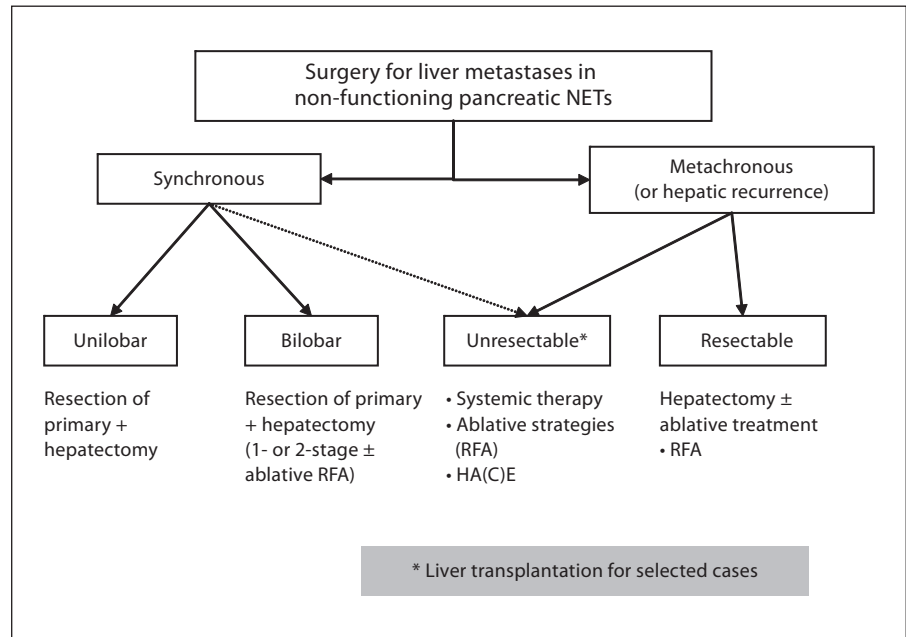 Surgery for liver metastases in
non-functioning pancreatic NETs
Synchronous
Metachronous
(or hepatic recurrence)
Unilobar
Bilobar
Unresectable*
Resectable
Resection of
primary +
hepatectomy
Resection of primary
+ hepatectomy
(1- or 2-stage ±
ablative RFA)
• Systemic therapy
• Ablative strategies
(RFA)
• HA(C)E
Hepatectomy ±
ablative treatment
• RFA
* Liver transplantation for selected cases